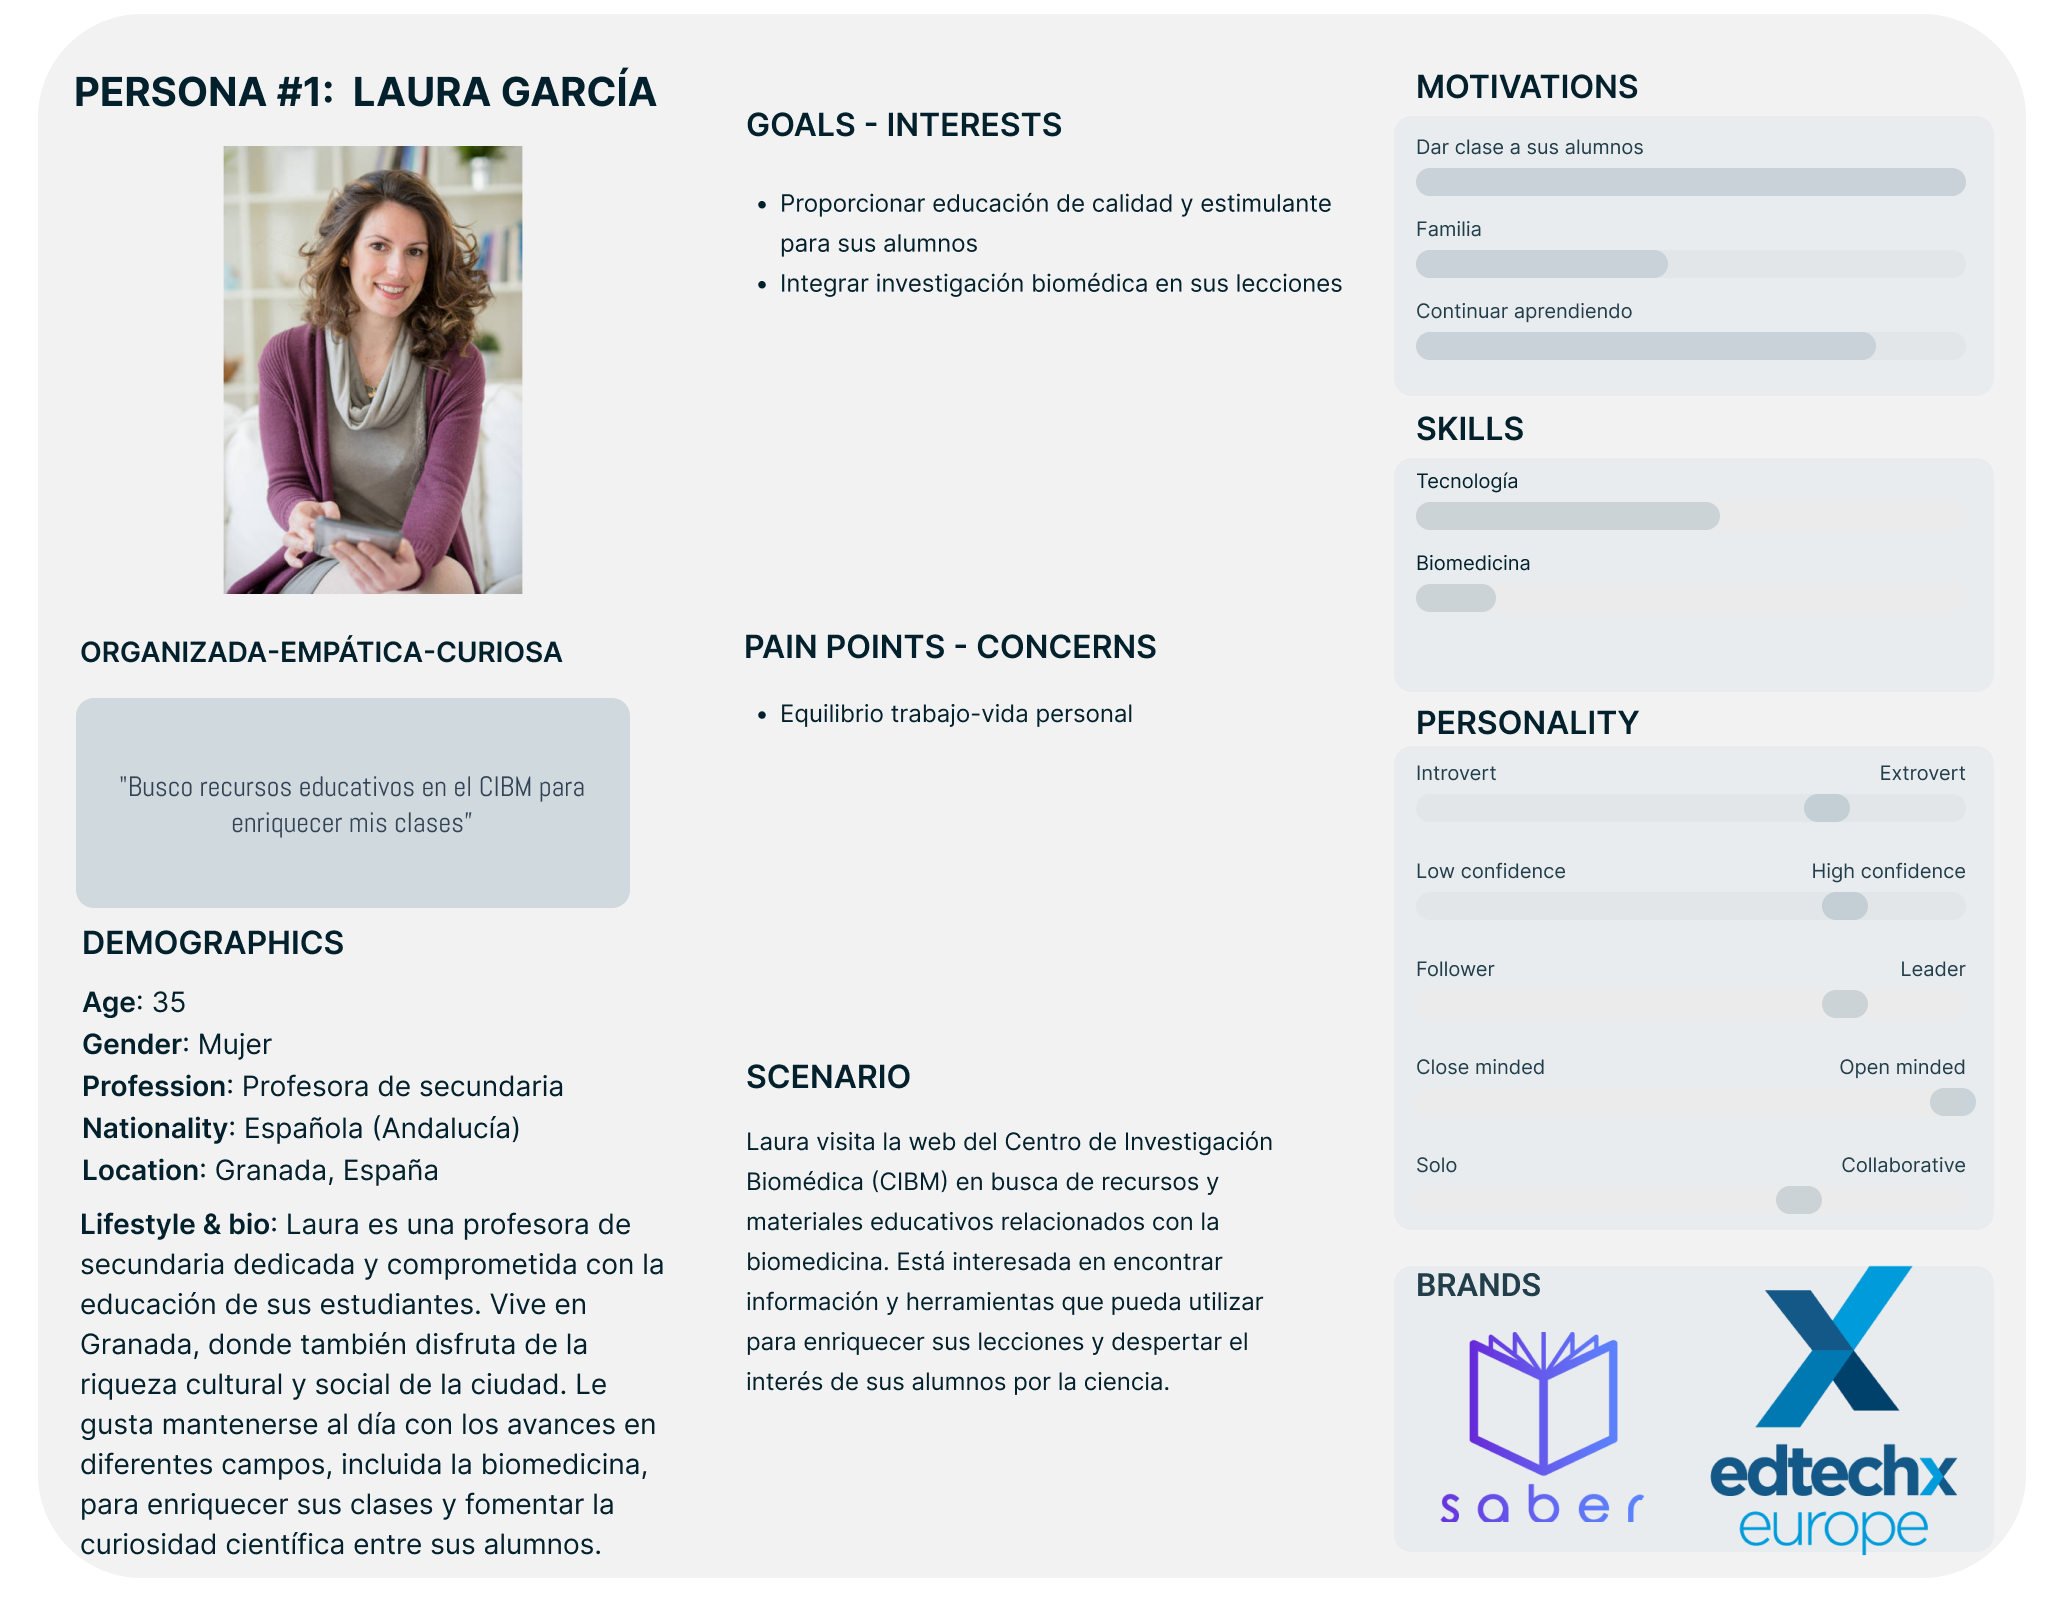 PERSONA #1: LAURA GARCÍA
ORGANIZADA-EMPÁTICA-CURIOSA
"Busco recursos educativos en el CIBM para
enriquecer mis clases"
DEMOGRAPHICS
Age: 35
Gender: Mujer
Profession: Profesora de secundaria
Nationality: Española (Andalucía)
Location: Granada, España
Lifestyle & bio: Laura es una profesora de
secundaria dedicada y comprometida con la
educación de sus estudiantes. Vive en
Granada, donde también disfruta de la
riqueza cultural y social de la ciudad. Le
gusta mantenerse al día con los avances en
diferentes campos, incluida la biomedicina,
para enriquecer sus clases y fomentar la
curiosidad científica entre sus alumnos.
GOALS - INTERESTS
• Proporcionar educación de calidad y estimulante
para sus alumnos
• Integrar investigación biomédica en sus lecciones
PAIN POINTS - CONCERNS
• Equilibrio trabajo-vida personal
SCENARIO
Laura visita la web del Centro de Investigación
Biomédica (CIBM) en busca de recursos y
materiales educativos relacionados con la
biomedicina. Está interesada en encontrar
información y herramientas que pueda utilizar
para enriquecer sus lecciones y despertar el
interés de sus alumnos por la ciencia.
MOTIVATIONS
Dar clase a sus alumnos
Familia
Continuar aprendiendo
SKILLS
Tecnología
Biomedicina
PERSONALITY
Introvert Extrovert
Low confidence High confidence
Follower Leader
Close minded Open minded
Solo Collaborative
BRANDS
saber
edtechx
europe